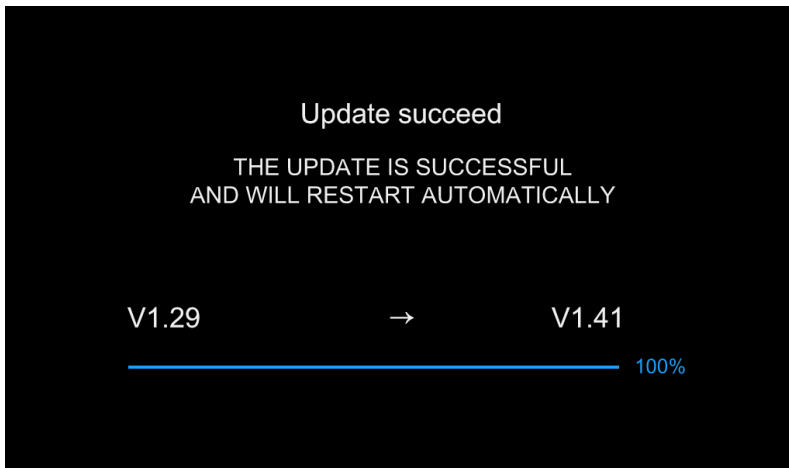 Update succeed
THE UPDATE IS SUCCESSFUL
AND WILL RESTART AUTOMATICALLY
V1.29 → V1.41
100%